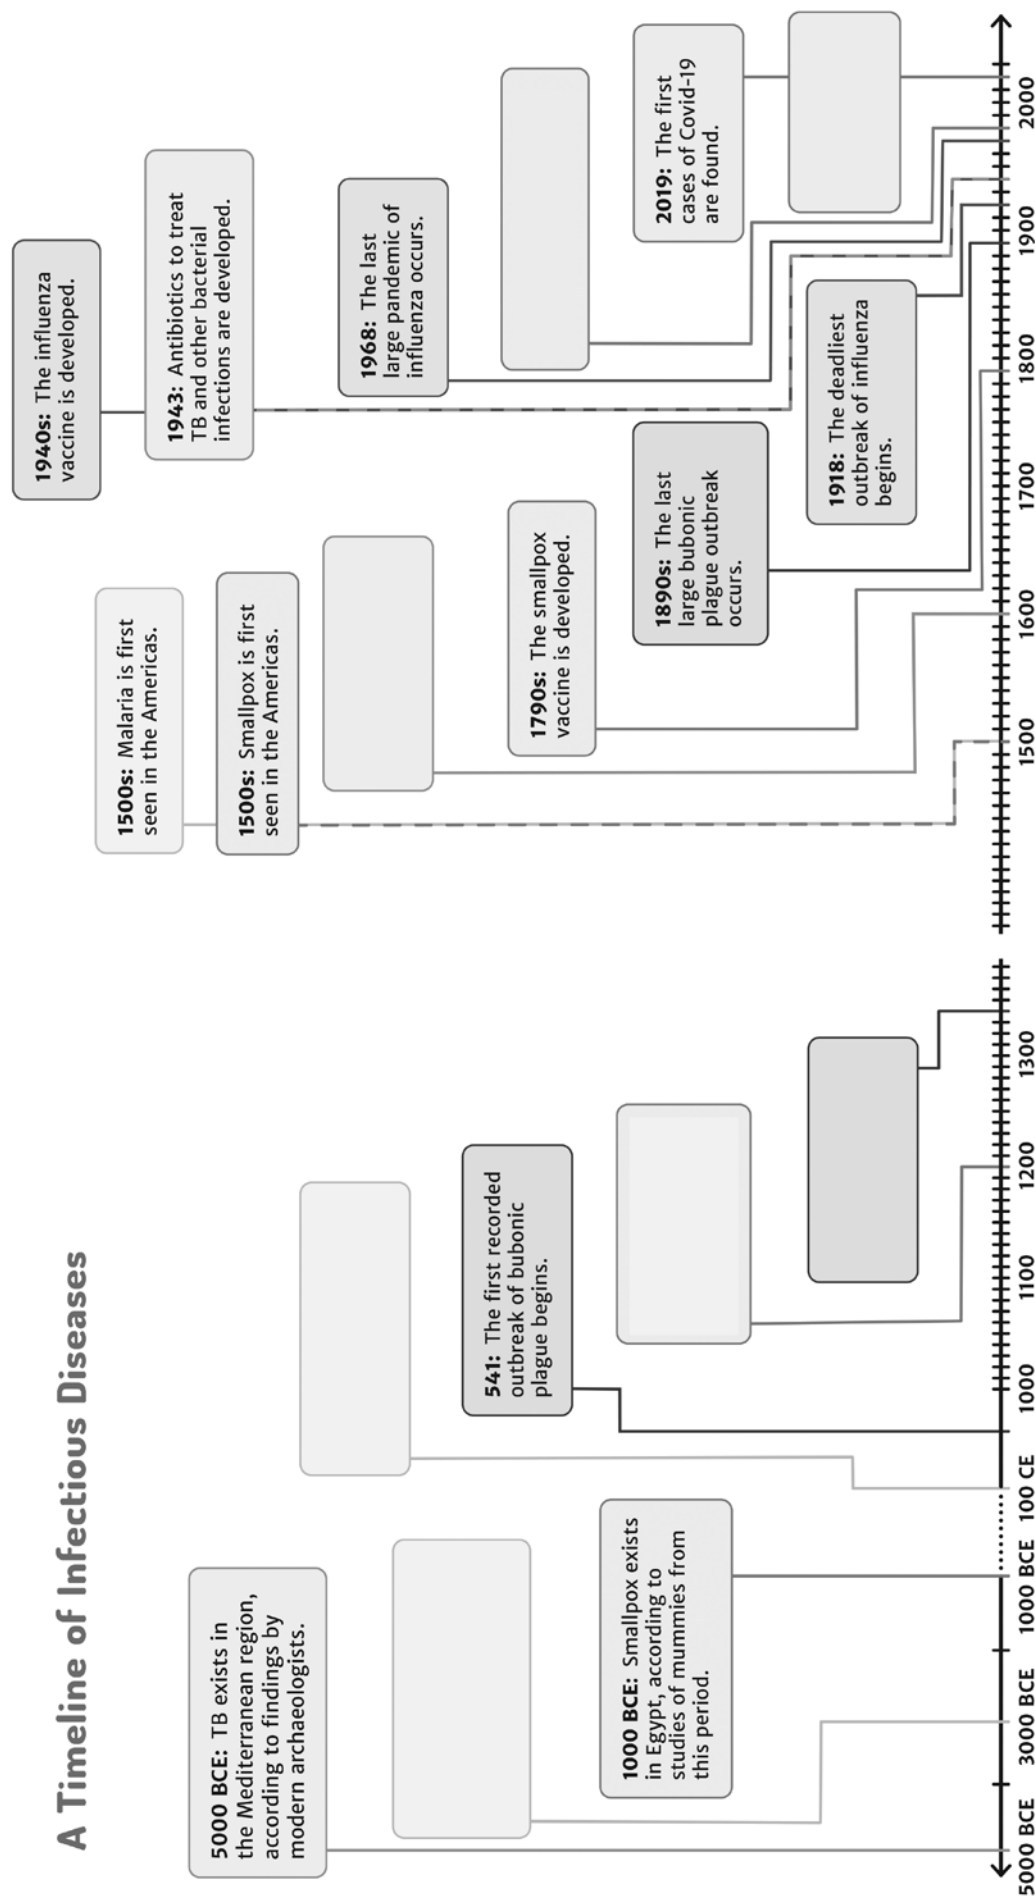 A Timeline of Infectious Diseases
5000 BCE: TB exists in
the Mediterranean region,
according to findings by
modern archaeologists.
1000 BCE: Smallpox exists
in Egypt, according to
studies of mummies from
this period.
541: The first recorded
outbreak of bubonic
plague begins.
1500s: Malaria is first
seen in the Americas.
1500s: Smallpox is first
seen in the Americas.
1790s: The smallpox
vaccine is developed.
1890s: The last
large bubonic
plague outbreak
occurs.
1918: The deadliest
outbreak of influenza
begins.
1940s: The influenza
vaccine is developed.
1943: Antibiotics to treat
TB and other bacterial
infections are developed.
1968: The last
large pandemic of
influenza occurs.
2019: The first
cases of Covid-19
are found.
5000 BCE
3000 BCE
1000 BCE
100 CE
1000
1100
1200
1300
1500
1600
1700
1800
1900
2000